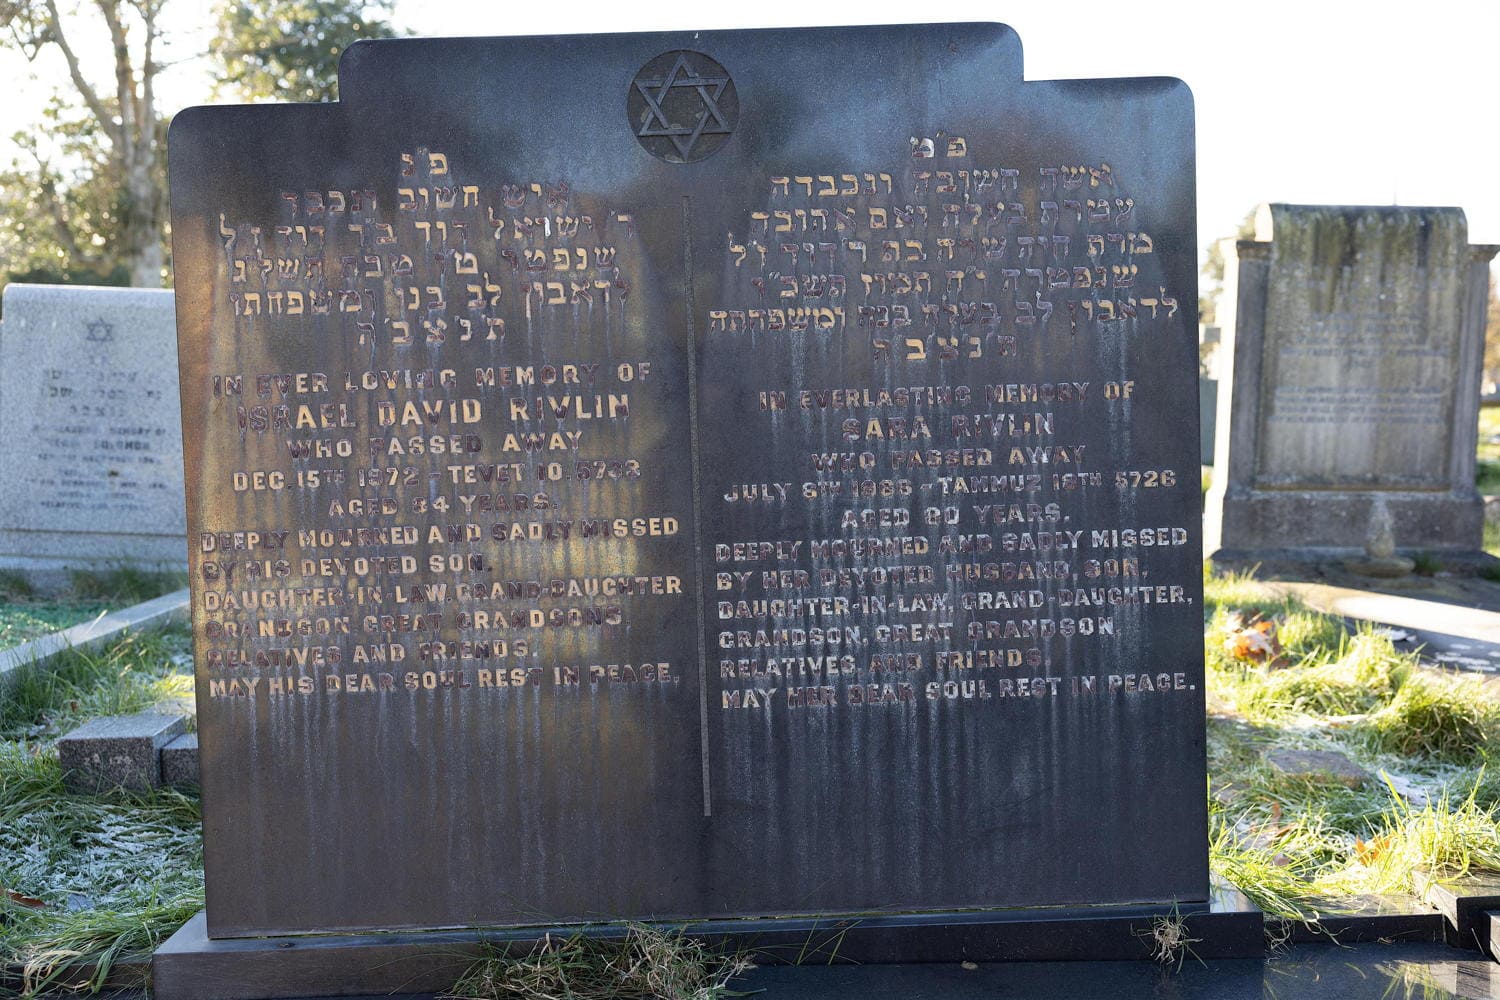 פ״נ
איש חשוב ונכבד
ר׳ ישראל דוד ב״ר דוד ז״ל
שנפטר ט״ו טבת תשל״ג
לדאבון לב בנו ומשפחתו
ת׳נ׳צ׳ב׳ה
IN EVER LOVING MEMORY OF
ISRAEL DAVID RIVLIN
WHO PASSED AWAY
DEC. 15TH 1972 - TEVET 10. 5733
AGED 84 YEARS.
DEEPLY MOURNED AND SADLY MISSED
BY HIS DEVOTED SON.
DAUGHTER-IN-LAW. GRAND-DAUGHTER
GRANDSON GREAT GRANDSONS,
RELATIVES AND FRIENDS.
MAY HIS DEAR SOUL REST IN PEACE.
פ״ט
אשה חשובה ונכבדה
עטרת בעלה ואם אהובה
מרת חיה שרה בת ר׳ דוד ז״ל
שנפטרת י״ח תמוז תשכ״ו
לדאבון לב בעלה בנה ומשפחתה
ת׳נ׳צ׳ב׳ה
IN EVERLASTING MEMORY OF
SARA RIVLIN
WHO PASSED AWAY
JULY 6TH 1966 - TAMMUZ 18TH 5726
AGED 80 YEARS.
DEEPLY MOURNED AND SADLY MISSED
BY HER DEVOTED HUSBAND, SON,
DAUGHTER-IN-LAW, GRAND-DAUGHTER,
GRANDSON, GREAT GRANDSON,
RELATIVES AND FRIENDS.
MAY HER DEAR SOUL REST IN PEACE.